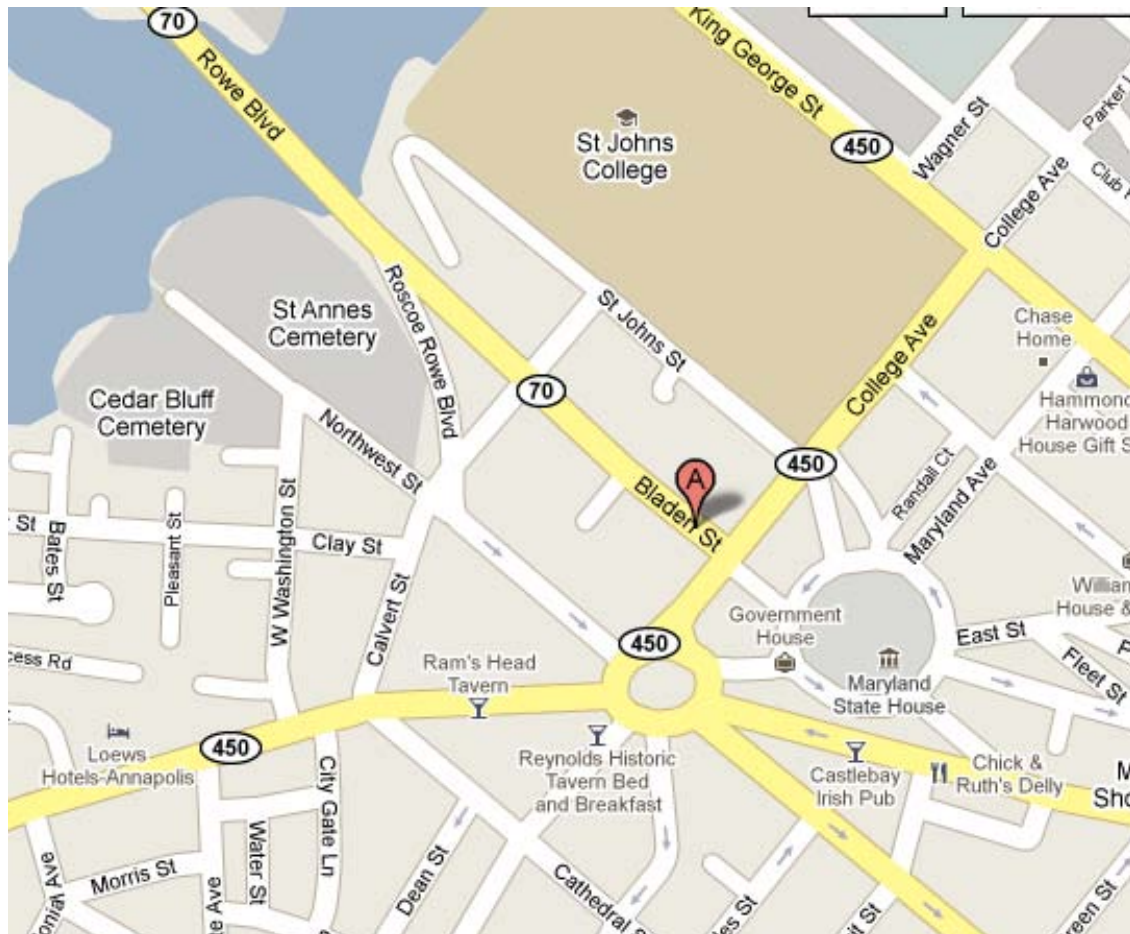 70
Rowe Blvd
King George St
St Johns
College
450
Wagner St
Parker
College Ave
Club
Roscoe Rowe Blvd
St Annes
Cemetery
St Johns St
College Ave
Chase
Home
Cedar Bluff
Cemetery
70
Hammond
Harwood
House Gift S
Northwest St
450
Randall Ct
Maryland Ave
A
Bladen St
St
Bates St
Pleasant St
W Washington St
Clay St
Calvert St
Government
House
William
House &
East St
Fleet St
450
cess Rd
Ram's Head
Tavern
Maryland
State House
Loews
Hotels-Annapolis
450
Reynolds Historic
Tavern Bed
and Breakfast
Castlebay
Irish Pub
Chick &
Ruth's Delly
M
Sho
City Gate Ln
Water St
Morris St
Dean St
Cathedral S